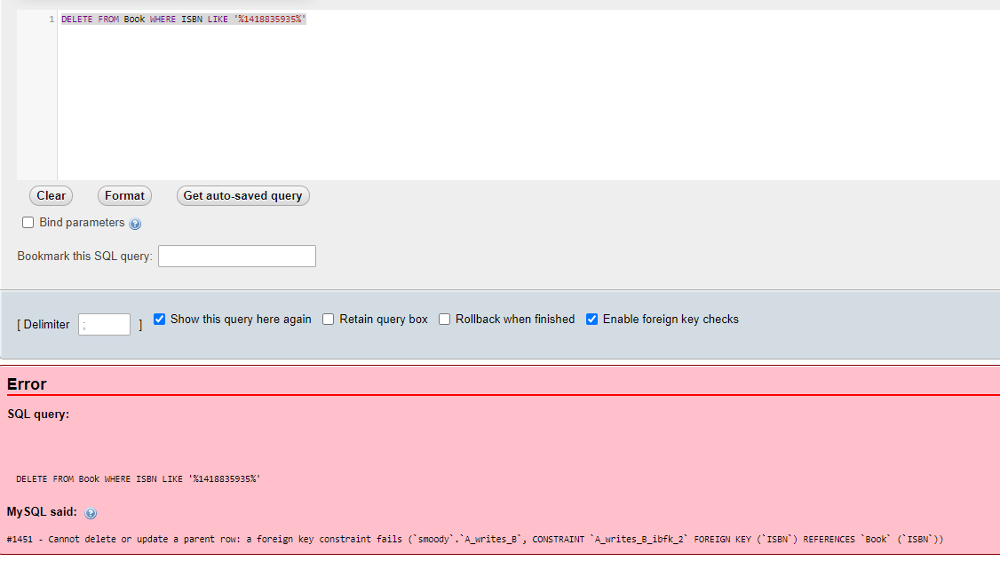 1 DELETE FROM Book WHERE ISBN LIKE '%1418835935%'
Clear Format Get auto-saved query
Bind parameters
Bookmark this SQL query:
[ Delimiter ; ] Show this query here again Retain query box Rollback when finished Enable foreign key checks
Error
SQL query:
DELETE FROM Book WHERE ISBN LIKE '%1418835935%'
MySQL said:
#1451 - Cannot delete or update a parent row: a foreign key constraint fails (`smoody`.`A_writes_B`, CONSTRAINT `A_writes_B_ibfk_2` FOREIGN KEY (`ISBN`) REFERENCES `Book` (`ISBN`))